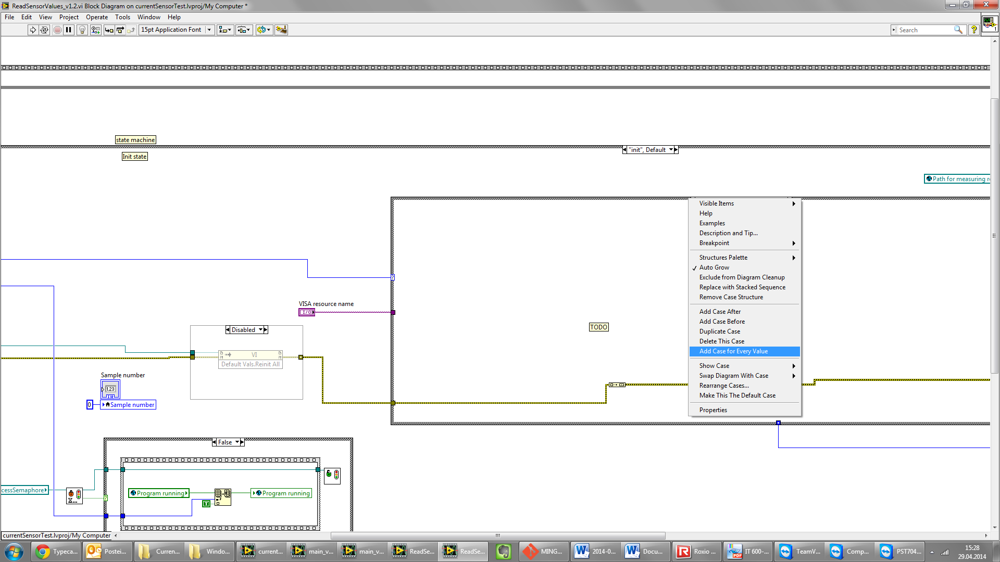 ReadSensorValues_v1.2.vi Block Diagram on currentSensorTest.lvproj/My Computer *
File Edit View Project Operate Tools Window Help
15pt Application Font
Search
?
1
state machine
"init", Default
Init state
Path for measuring r
Visible Items
Help
Examples
Description and Tip...
Breakpoint
Structures Palette
Auto Grow
Exclude from Diagram Cleanup
Replace with Stacked Sequence
Remove Case Structure
Add Case After
Add Case Before
Duplicate Case
Delete This Case
Add Case for Every Value
Show Case
Swap Diagram With Case
Rearrange Cases...
Make This The Default Case
Properties
?
VISA resource name
I/O
TODO
Disabled
VI
Default Vals.Reinit All
Sample number
1.23
I32
0
Sample number
False
cessSemaphore
?
Program running
Program running
T
currentSensorTest.lvproj/My Computer
Typeca...
Postei...
Curren...
Windo...
current...
main_v...
main_v...
ReadSe...
ReadSe...
MING...
2014-0...
Docu...
Roxio ...
IT 600-...
TeamV...
Comp...
PST704...
15:28
29.04.2014